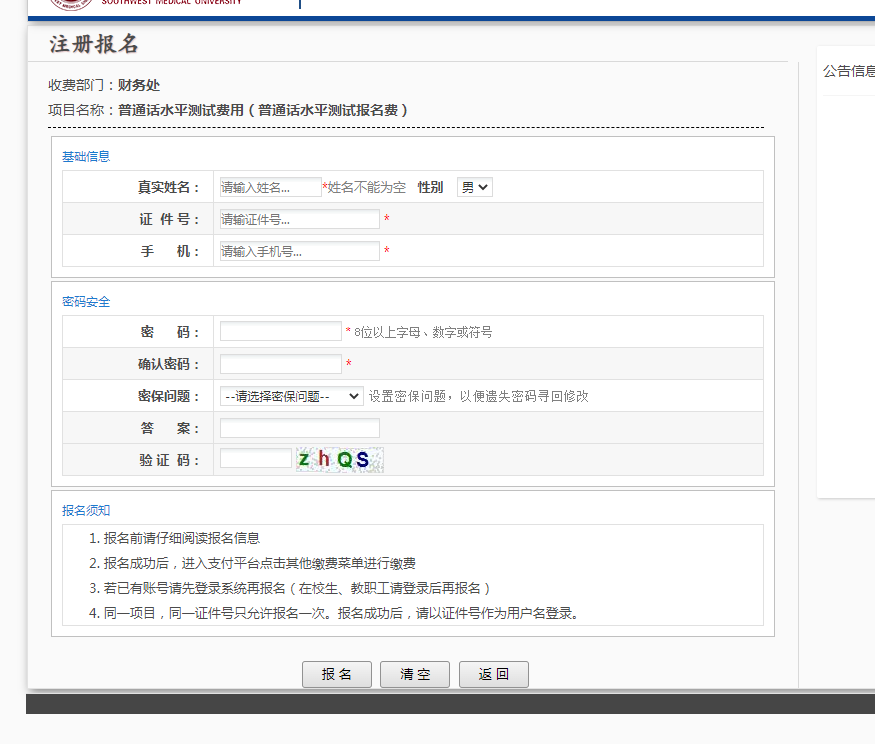 SOUTHWEST MEDICAL UNIVERSITY
注册报名
公告信息
收费部门：财务处
项目名称：普通话水平测试费用（普通话水平测试报名费）
基础信息
真实姓名： 请输入姓名... *姓名不能为空 性别 男
证 件 号： 请输证件号... *
手 机： 请输入手机号... *
密码安全
密 码： * 8位以上字母、数字或符号
确认密码： *
密保问题： --请选择密保问题-- 设置密保问题，以便遗失密码寻回修改
答 案：
验 证 码： zhQS
报名须知
1. 报名前请仔细阅读报名信息
2. 报名成功后，进入支付平台点击其他缴费菜单进行缴费
3. 若已有账号请先登录系统再报名（在校生、教职工请登录后再报名）
4. 同一项目，同一证件号只允许报名一次。报名成功后，请以证件号作为用户名登录。
报 名 清 空 返 回